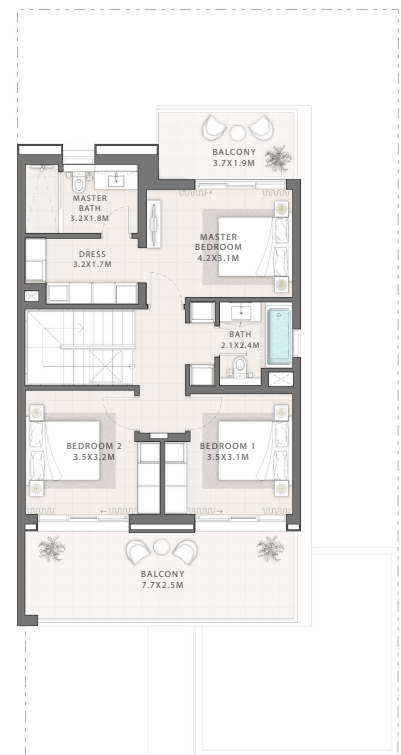 BALCONY
3.7X1.9M
MASTER
BATH
3.2X1.8M
MASTER
BEDROOM
4.2X3.1M
DRESS
3.2X1.7M
BATH
2.1X2.4M
BEDROOM 2
3.5X3.2M
BEDROOM 1
3.5X3.1M
BALCONY
7.7X2.5M